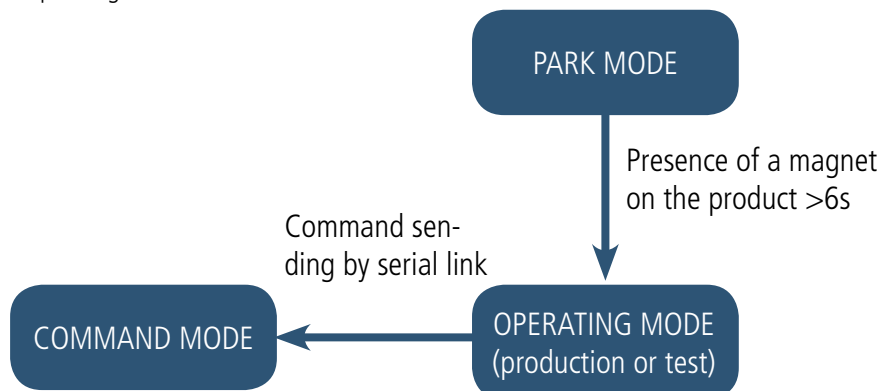 PARK MODE
Presence of a magnet
on the product >6s
Command sen-
ding by serial link
COMMAND MODE
OPERATING MODE
(production or test)